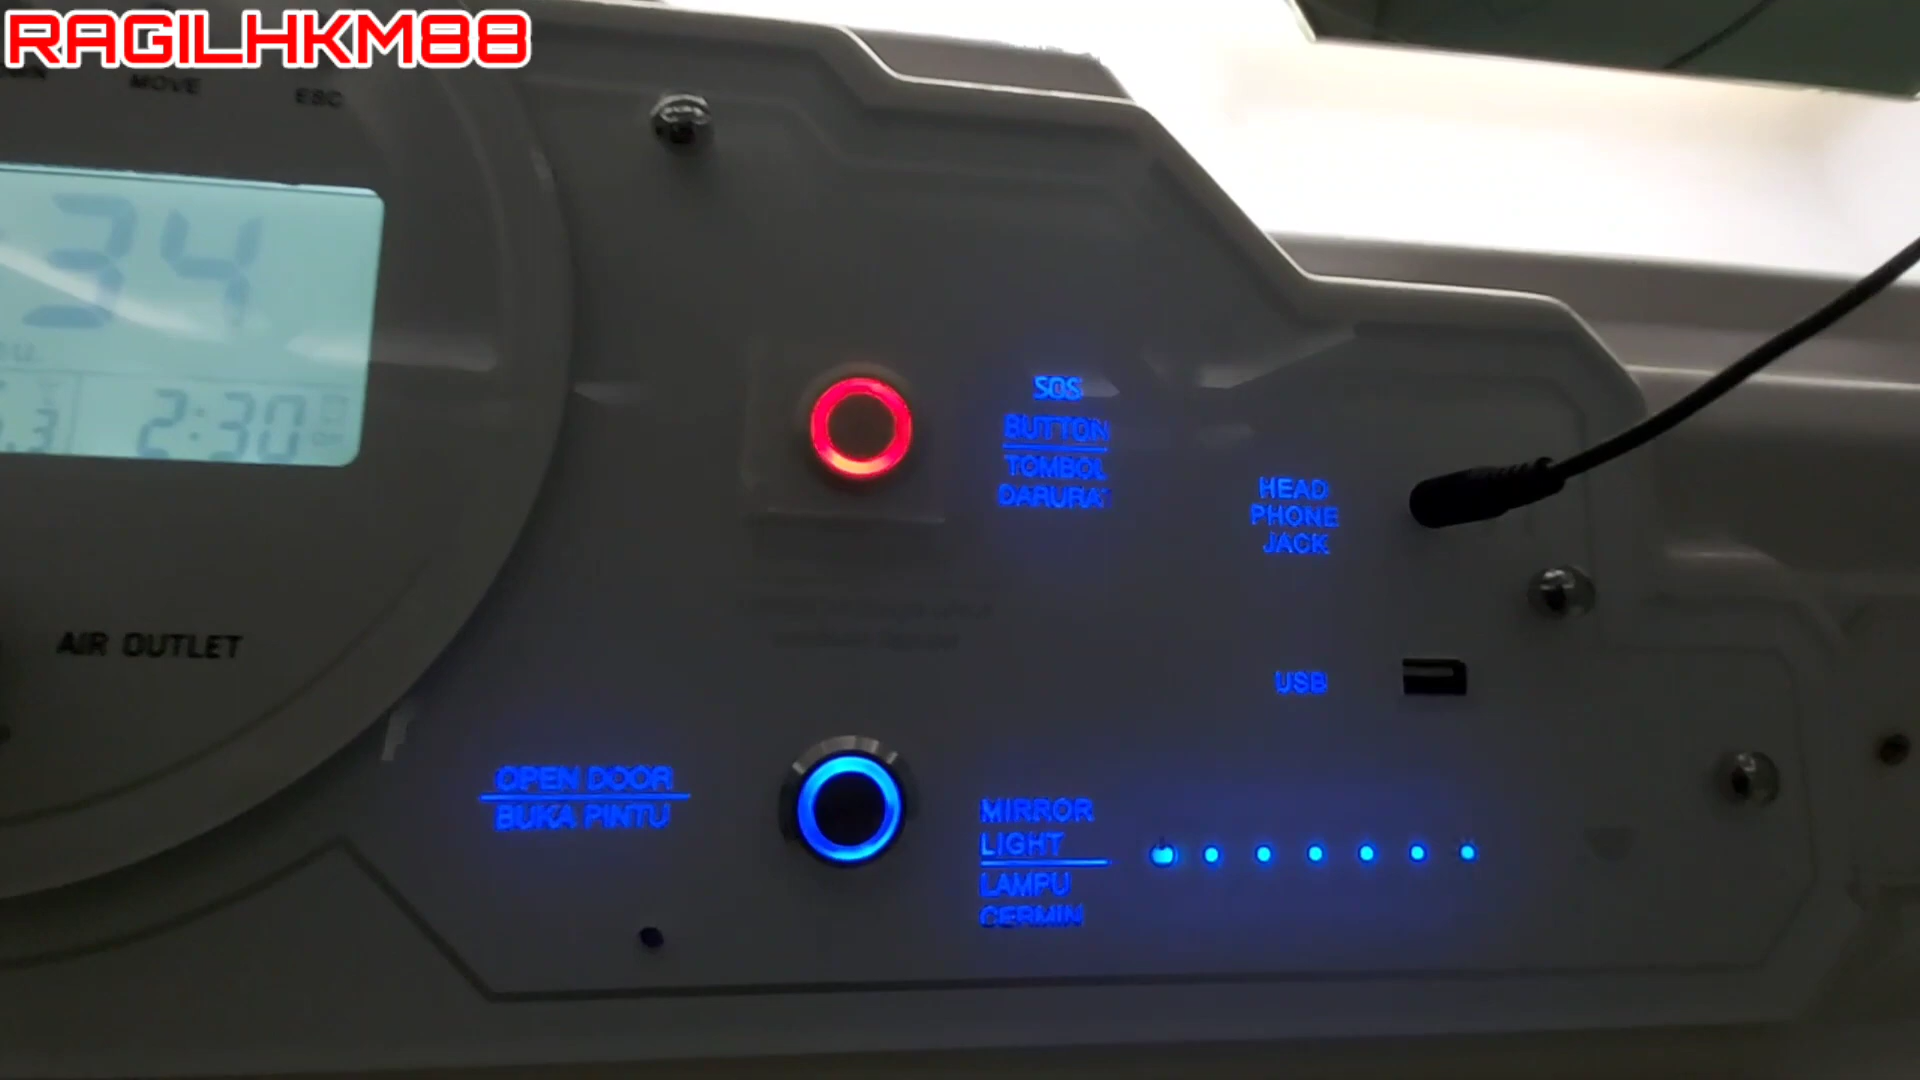 RAGILHKM88
MOVE
ESC
34
.3
2:30
SOS
BUTTON
TOMBOL
DARURAT
HEAD
PHONE
JACK
AIR OUTLET
USB
OPEN DOOR
BUKA PINTU
MIRROR
LIGHT
LAMPU
CERMIN